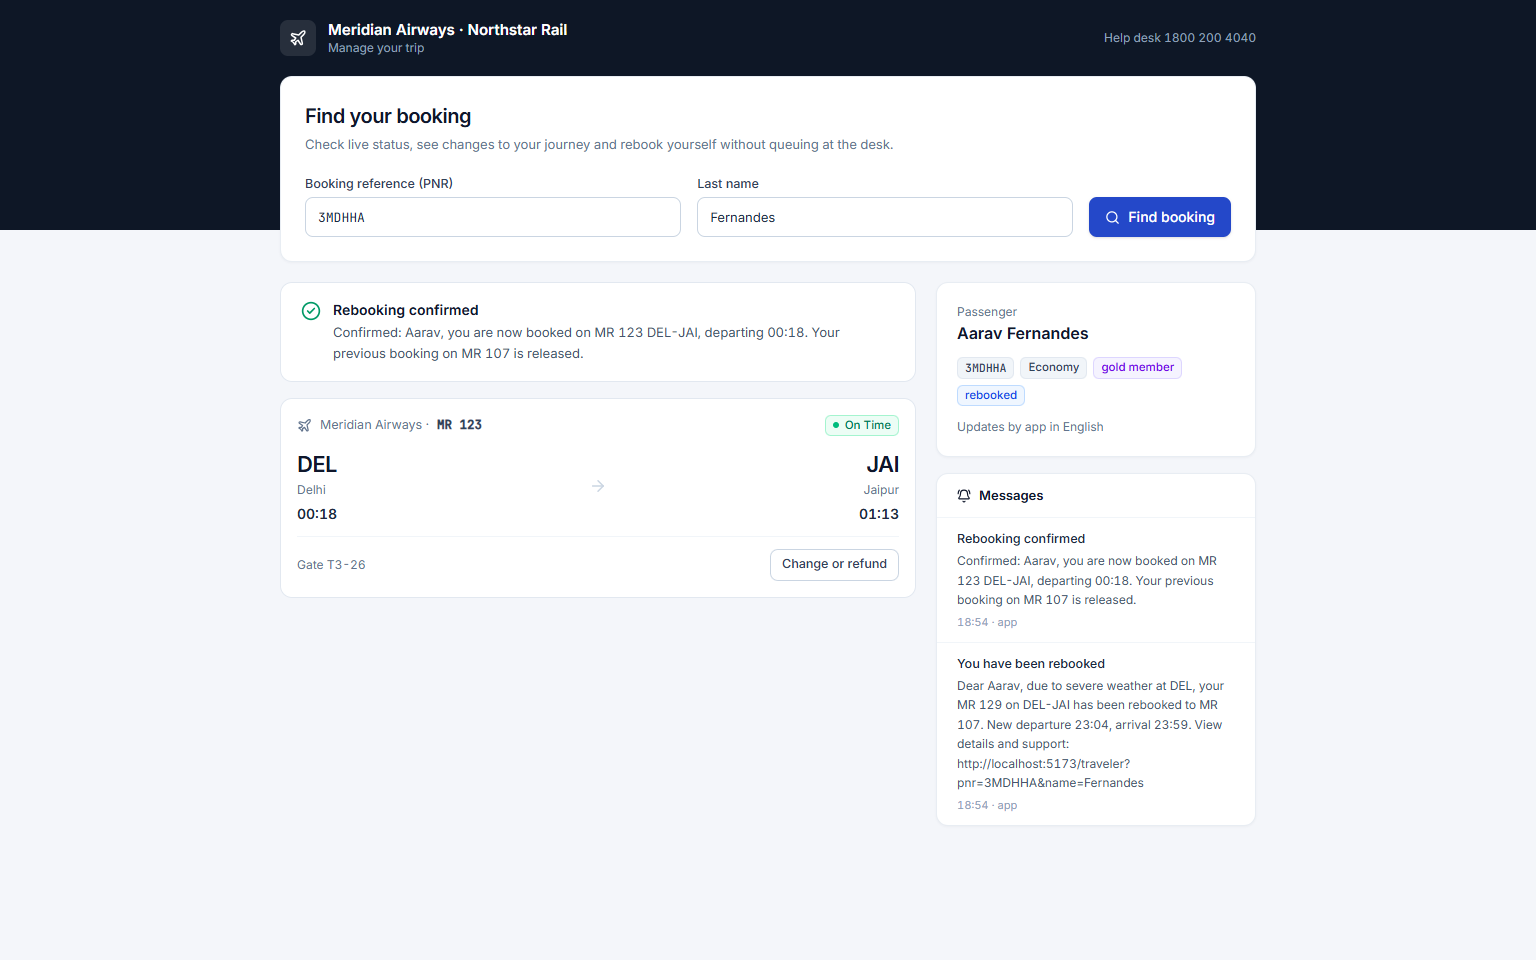 Meridian Airways · Northstar Rail
Manage your trip
Help desk 1800 200 4040
Find your booking
Check live status, see changes to your journey and rebook yourself without queuing at the desk.
Booking reference (PNR)
Last name
3MDHHA
Fernandes
Find booking
Rebooking confirmed
Confirmed: Aarav, you are now booked on MR 123 DEL-JAI, departing 00:18. Your
previous booking on MR 107 is released.
Meridian Airways · MR 123
On Time
DEL
JAI
Delhi
Jaipur
00:18
01:13
Gate T3-26
Change or refund
Passenger
Aarav Fernandes
3MDHHA
Economy
gold member
rebooked
Updates by app in English
Messages
Rebooking confirmed
Confirmed: Aarav, you are now booked on MR
123 DEL-JAI, departing 00:18. Your previous
booking on MR 107 is released.
18:54 · app
You have been rebooked
Dear Aarav, due to severe weather at DEL, your
MR 129 on DEL-JAI has been rebooked to MR
107. New departure 23:04, arrival 23:59. View
details and support:
http://localhost:5173/traveler?
pnr=3MDHHA&name=Fernandes
18:54 · app